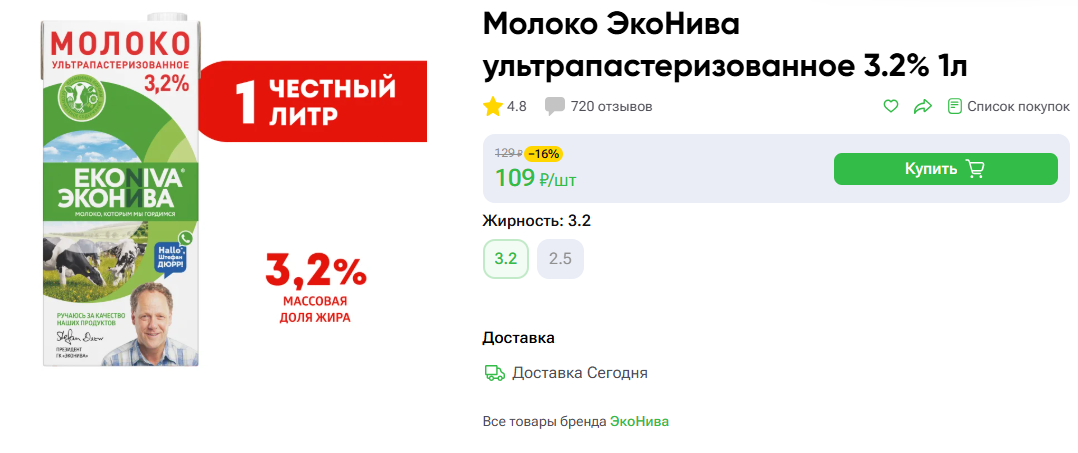 МОЛОКО
УЛЬТРАПАСТЕРИЗОВАННОЕ
3,2%
EKONIVA
ЭКОНИВА
МОЛОКО, КОТОРЫМ МЫ ГОРДИМСЯ
Hallo,
Штефан
ДЮРР!
РУЧАЮСЬ ЗА КАЧЕСТВО
НАШИХ ПРОДУКТОВ
ПРЕЗИДЕНТ
ГК «ЭКОНИВА»
1 ЧЕСТНЫЙ
ЛИТР
3,2%
МАССОВАЯ
ДОЛЯ ЖИРА
Молоко ЭкоНива
ультрапастеризованное 3.2% 1л
4.8 720 отзывов Список покупок
129 ₽ −16%
109 ₽/шт
Купить
Жирность: 3.2
3.2 2.5
Доставка
Доставка Сегодня
Все товары бренда ЭкоНива